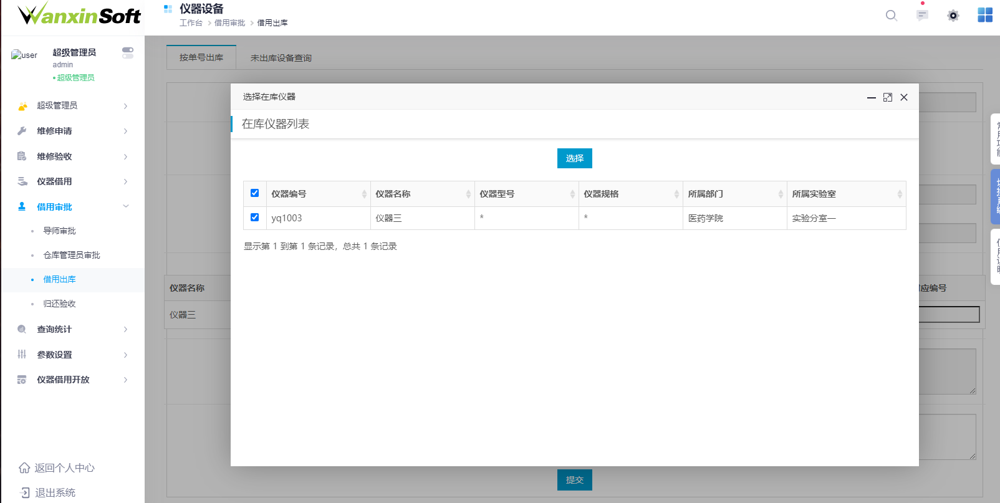 WanxinSoft
仪器设备
工作台 > 借用审批 > 借用出库
user
超级管理员
admin
超级管理员
超级管理员
维修申请
维修验收
仪器借用
借用审批
导师审批
仓库管理员审批
借用出库
归还验收
查询统计
参数设置
仪器借用开放
返回个人中心
退出系统
按单号出库 未出库设备查询
选择在库仪器
在库仪器列表
选择
仪器编号 仪器名称 仪器型号 仪器规格 所属部门 所属实验室
yq1003 仪器三 * * 医药学院 实验分室一
显示第 1 到第 1 条记录，总共 1 条记录
仪器名称
应编号
仪器三
提交